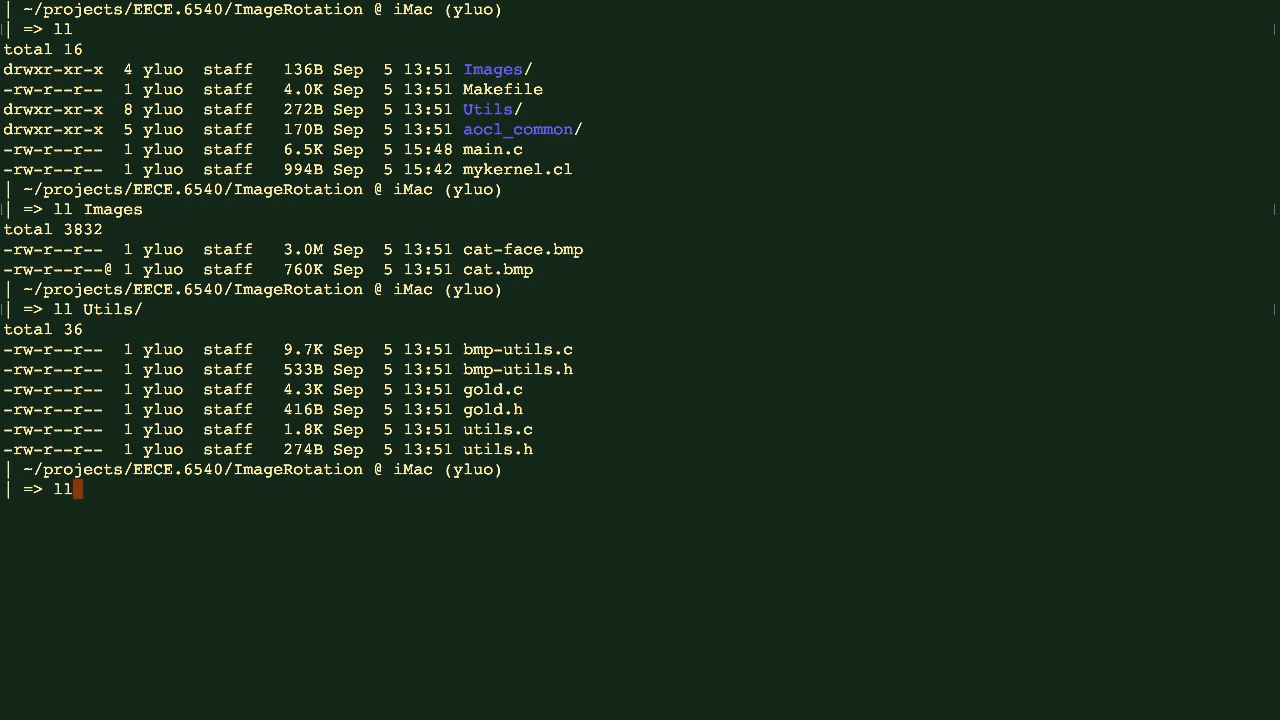 | ~/projects/EECE.6540/ImageRotation @ iMac (yluo)
| => ll
total 16
drwxr-xr-x  4 yluo  staff   136B Sep  5 13:51 Images/
-rw-r--r--  1 yluo  staff   4.0K Sep  5 13:51 Makefile
drwxr-xr-x  8 yluo  staff   272B Sep  5 13:51 Utils/
drwxr-xr-x  5 yluo  staff   170B Sep  5 13:51 aocl_common/
-rw-r--r--  1 yluo  staff   6.5K Sep  5 15:48 main.c
-rw-r--r--  1 yluo  staff   994B Sep  5 15:42 mykernel.cl
| ~/projects/EECE.6540/ImageRotation @ iMac (yluo)
| => ll Images
total 3832
-rw-r--r--  1 yluo  staff   3.0M Sep  5 13:51 cat-face.bmp
-rw-r--r--@ 1 yluo  staff   760K Sep  5 13:51 cat.bmp
| ~/projects/EECE.6540/ImageRotation @ iMac (yluo)
| => ll Utils/
total 36
-rw-r--r--  1 yluo  staff   9.7K Sep  5 13:51 bmp-utils.c
-rw-r--r--  1 yluo  staff   533B Sep  5 13:51 bmp-utils.h
-rw-r--r--  1 yluo  staff   4.3K Sep  5 13:51 gold.c
-rw-r--r--  1 yluo  staff   416B Sep  5 13:51 gold.h
-rw-r--r--  1 yluo  staff   1.8K Sep  5 13:51 utils.c
-rw-r--r--  1 yluo  staff   274B Sep  5 13:51 utils.h
| ~/projects/EECE.6540/ImageRotation @ iMac (yluo)
| => ll